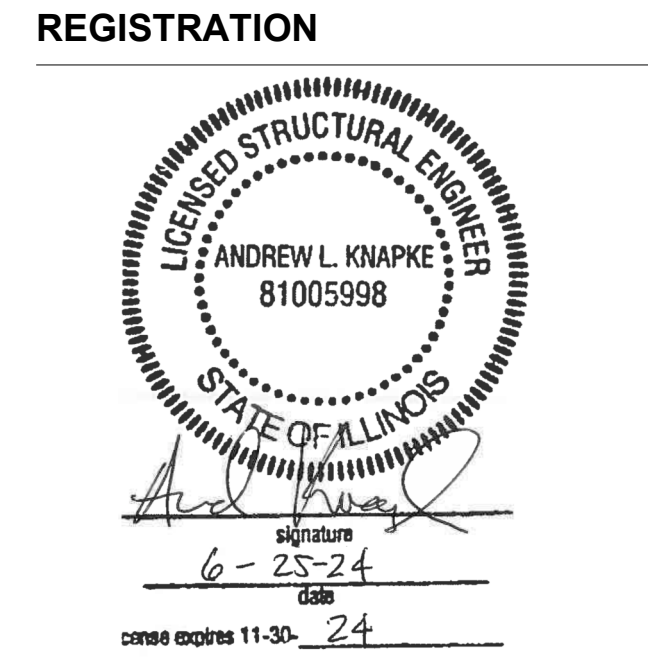 REGISTRATION
LICENSED STRUCTURAL ENGINEER
ANDREW L. KNAPKE
81005998
STATE OF ILLINOIS
signature
6-25-24
date
cense expires 11-30-24